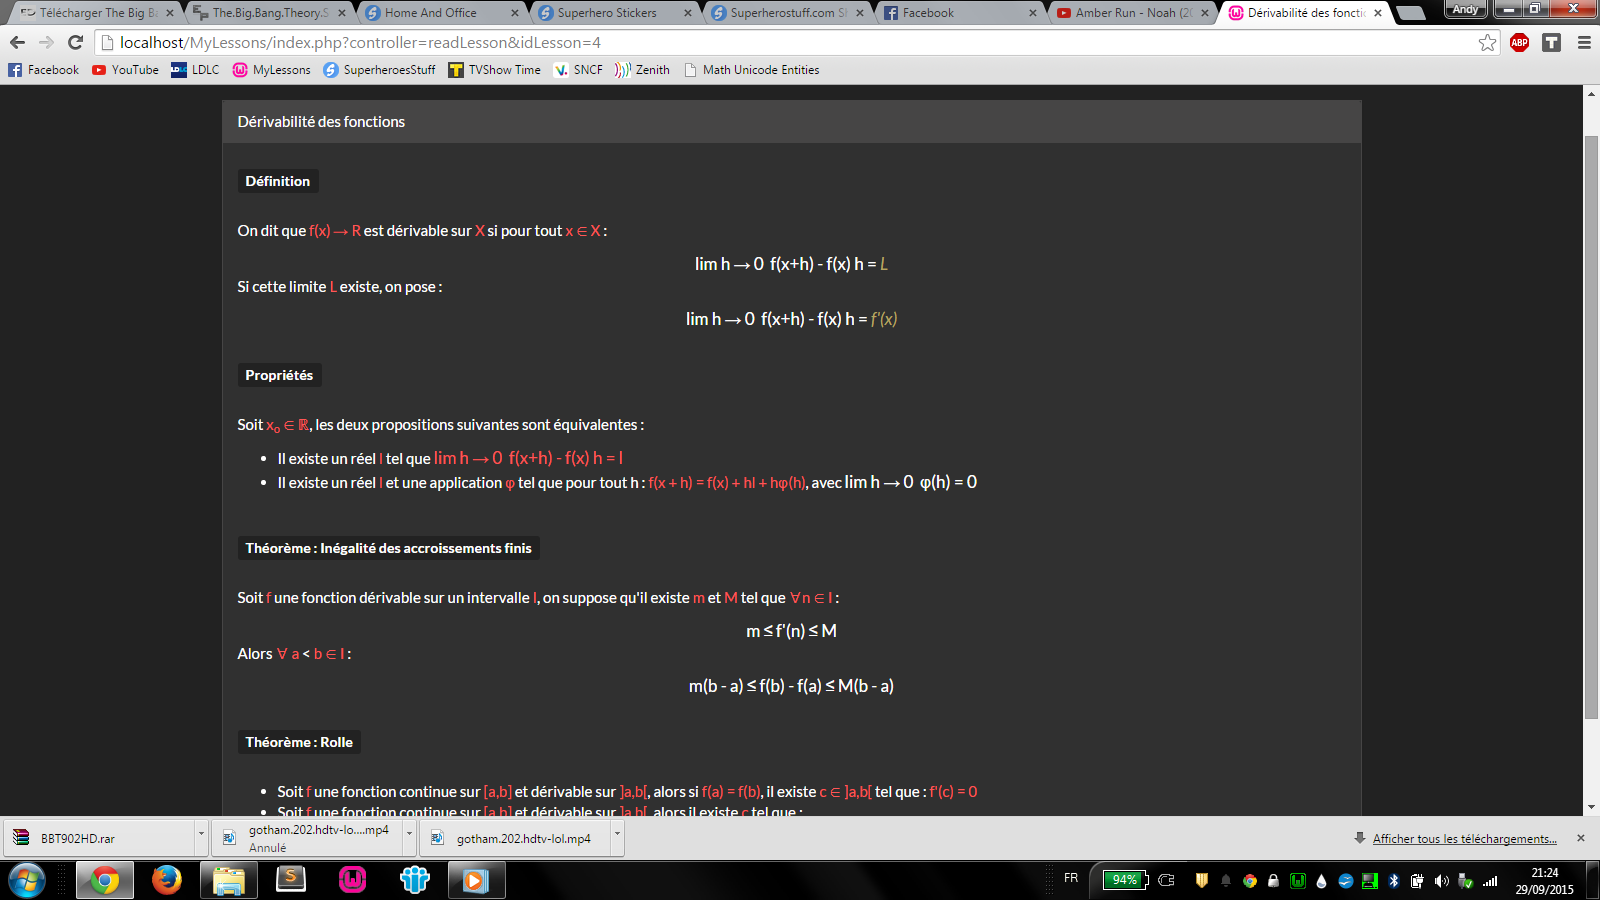 Télécharger The Big Ba
The.Big.Bang.Theory.S
Home And Office
Superhero Stickers
Superherostuff.com Sh
Facebook
Amber Run - Noah (20
Dérivabilité des fonctio
Andy
localhost/MyLessons/index.php?controller=readLesson&idLesson=4
ABP
T
Facebook
YouTube
LDLC
MyLessons
SuperheroesStuff
TVShow Time
SNCF
Zenith
Math Unicode Entities
Dérivabilité des fonctions
Définition
On dit que f(x) → R est dérivable sur X si pour tout x ∈ X :
lim h → 0 f(x+h) - f(x) h = L
Si cette limite L existe, on pose :
lim h → 0 f(x+h) - f(x) h = f'(x)
Propriétés
Soit x₀ ∈ ℝ, les deux propositions suivantes sont équivalentes :
• Il existe un réel l tel que lim h → 0 f(x+h) - f(x) h = l
• Il existe un réel l et une application φ tel que pour tout h : f(x + h) = f(x) + hl + hφ(h), avec lim h → 0 φ(h) = 0
Théorème : Inégalité des accroissements finis
Soit f une fonction dérivable sur un intervalle I, on suppose qu'il existe m et M tel que ∀ n ∈ I :
m ≤ f'(n) ≤ M
Alors ∀ a < b ∈ I :
m(b - a) ≤ f(b) - f(a) ≤ M(b - a)
Théorème : Rolle
• Soit f une fonction continue sur [a,b] et dérivable sur ]a,b[, alors si f(a) = f(b), il existe c ∈ ]a,b[ tel que : f'(c) = 0
• Soit f une fonction continue sur [a,b] et dérivable sur ]a,b[, alors il existe c tel que :
BBT902HD.rar
gotham.202.hdtv-lo....mp4
Annulé
gotham.202.hdtv-lol.mp4
Afficher tous les téléchargements...
FR
94%
21:24
29/09/2015